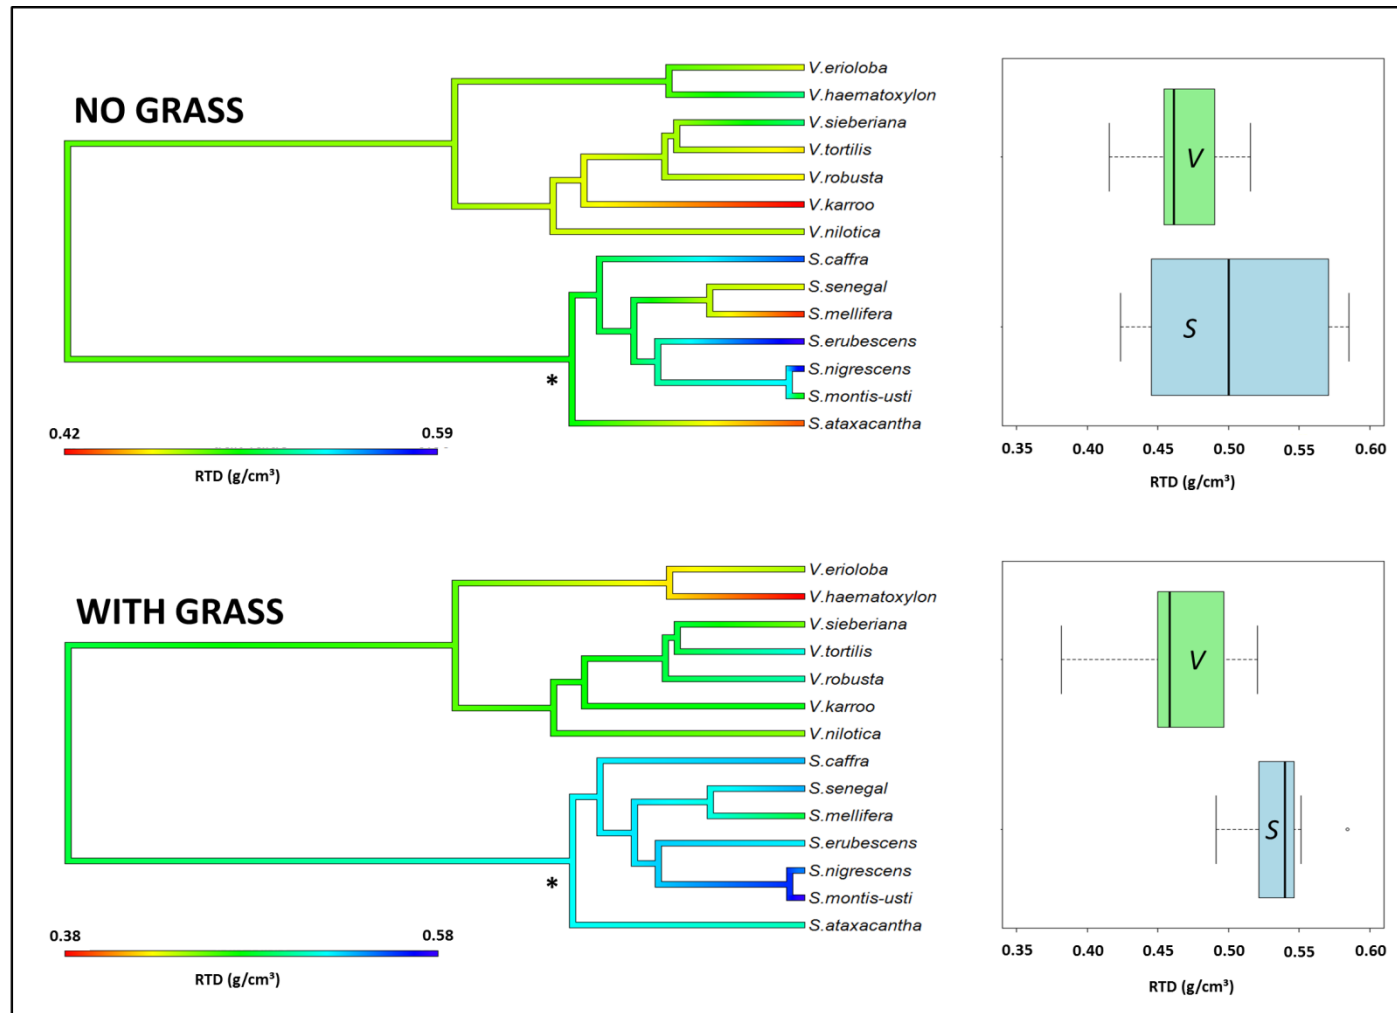 NO GRASS
V.erioloba
V.haematoxylon
V.sieberiana
V.tortilis
V.robusta
V.karroo
V.nilotica
S.caffra
S.senegal
S.mellifera
S.erubescens
S.nigrescens
S.montis-usti
S.ataxacantha
*
0.42
0.59
RTD (g/cm³)
V
S
0.35 0.40 0.45 0.50 0.55 0.60
RTD (g/cm³)
WITH GRASS
V.erioloba
V.haematoxylon
V.sieberiana
V.tortilis
V.robusta
V.karroo
V.nilotica
S.caffra
S.senegal
S.mellifera
S.erubescens
S.nigrescens
S.montis-usti
S.ataxacantha
*
0.38
0.58
RTD (g/cm³)
V
S
0.35 0.40 0.45 0.50 0.55 0.60
RTD (g/cm³)